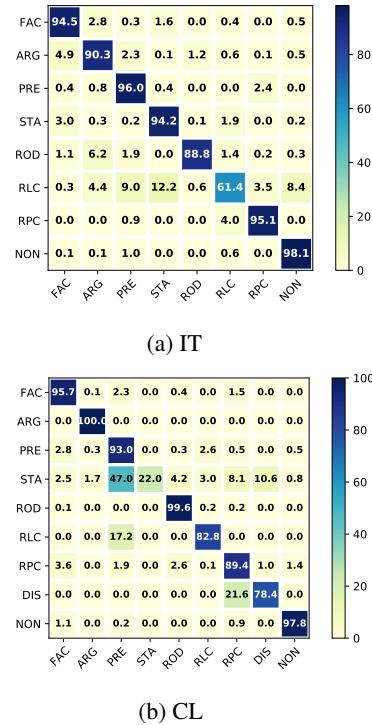 FAC 94.5 2.8 0.3 1.6 0.0 0.4 0.0 0.5
ARG 4.9 90.3 2.3 0.1 1.2 0.6 0.0 0.5
PRE 0.4 0.8 96.0 0.4 0.0 0.0 2.4 0.0
STA 3.0 0.3 0.2 94.2 0.1 1.9 0.0 0.2
ROD 1.1 6.2 1.9 0.0 88.8 1.4 0.2 0.3
RLC 0.3 4.4 9.0 12.2 0.6 61.4 3.5 8.4
RPC 0.0 0.0 0.9 0.0 0.0 4.0 95.1 0.0
NON 0.1 0.1 1.0 0.0 0.0 0.6 0.0 98.1
FAC ARG PRE STA ROD RLC RPC NON
80
60
40
20
0
(a) IT
FAC 95.7 0.1 2.3 0.0 0.4 0.0 1.5 0.0 0.0
ARG 0.0 100.0 0.0 0.0 0.0 0.0 0.0 0.0 0.0
PRE 2.8 0.3 93.0 0.0 0.3 2.6 0.5 0.0 0.5
STA 2.5 1.7 47.0 22.0 4.2 3.0 8.1 10.6 0.8
ROD 0.1 0.0 0.0 0.0 99.6 0.2 0.2 0.0 0.0
RLC 0.0 0.0 17.2 0.0 0.0 82.8 0.0 0.0 0.0
RPC 3.6 0.0 1.9 0.0 2.6 0.1 89.4 1.0 1.4
DIS 0.0 0.0 0.0 0.0 0.0 0.0 21.6 78.4 0.0
NON 1.1 0.0 0.2 0.0 0.0 0.0 0.9 0.0 97.8
FAC ARG PRE STA ROD RLC RPC DIS NON
100
80
60
40
20
0
(b) CL